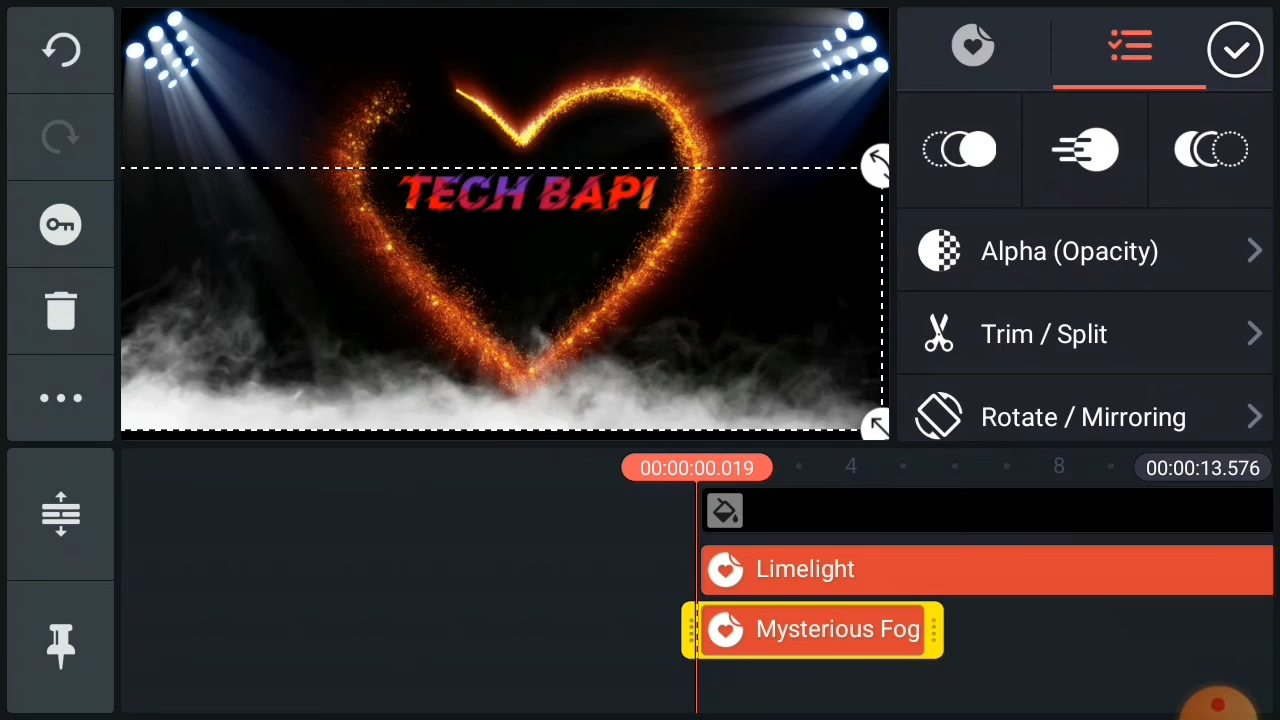 TECH BAPI
Alpha (Opacity)
Trim / Split
Rotate / Mirroring
00:00:00.019
4
8
00:00:13.576
Limelight
Mysterious Fog